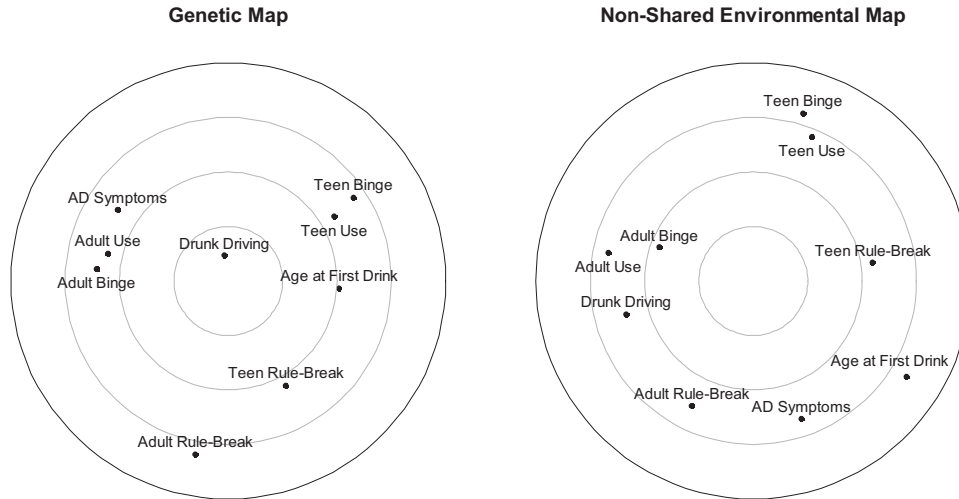 Genetic Map
Teen Binge
AD Symptoms
Teen Use
Adult Use
Drunk Driving
Adult Binge
Age at First Drink
Teen Rule-Break
Adult Rule-Break
Non-Shared Environmental Map
Teen Binge
Teen Use
Adult Binge
Teen Rule-Break
Adult Use
Drunk Driving
Age at First Drink
Adult Rule-Break
AD Symptoms